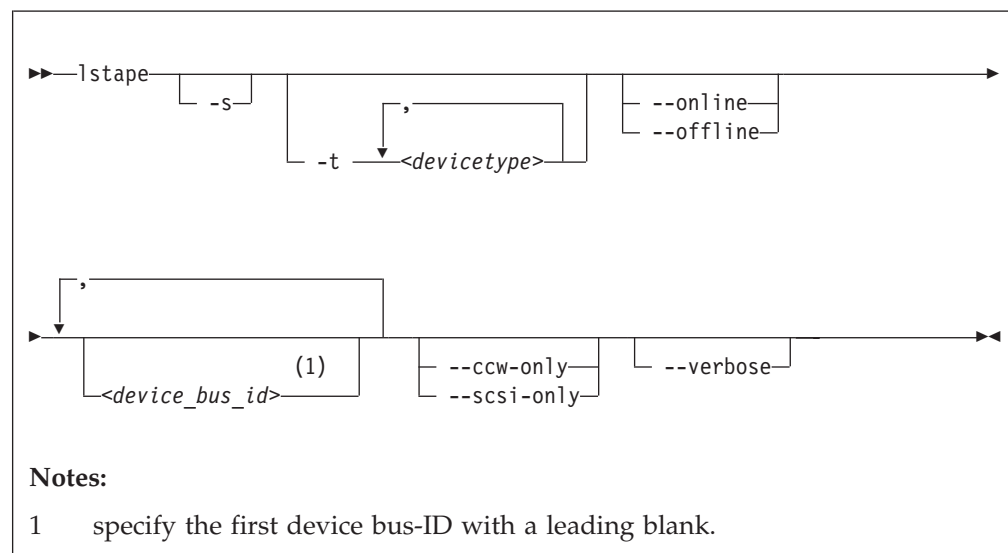 lstape
-s
,
-t <devicetype>
--online
--offline
,
(1)
<device_bus_id>
--ccw-only
--scsi-only
--verbose
Notes:
1 specify the first device bus-ID with a leading blank.